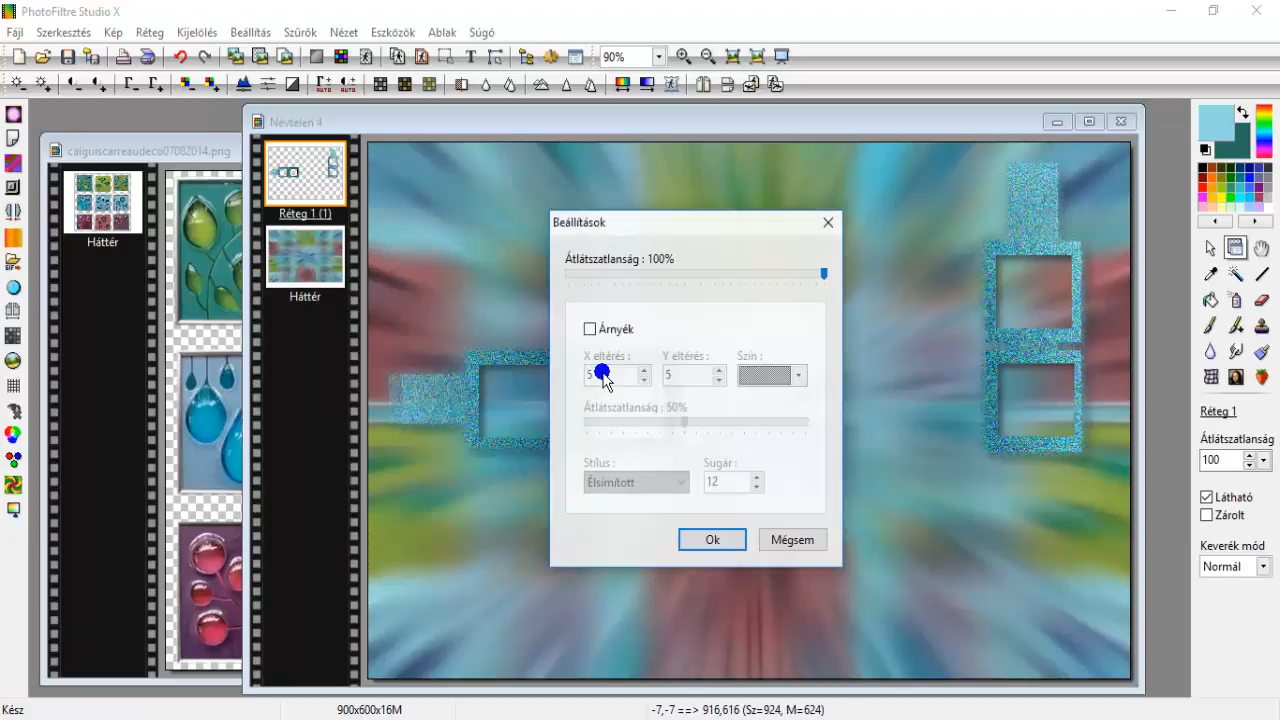 PhotoFiltre Studio X
Fájl Szerkesztés Kép Réteg Kijelölés Beállítás Szűrők Nézet Eszközök Ablak Súgó
90%
AUTO AUTO
Névtelen 4
calguiscarreaudeco07082014.png
Réteg 1 (1)
Háttér
Háttér
Beállítások
Átlátszatlanság : 100%
Árnyék
X eltérés : Y eltérés : Szín :
5 5
Átlátszatlanság : 50%
Stílus : Sugár :
Élsimított 12
Ok Mégsem
Réteg 1
Átlátszatlanság
100
Látható
Zárolt
Keverék mód
Normál
Kész 900x600x16M -7,-7 ==> 916,616 (Sz=924, M=624)